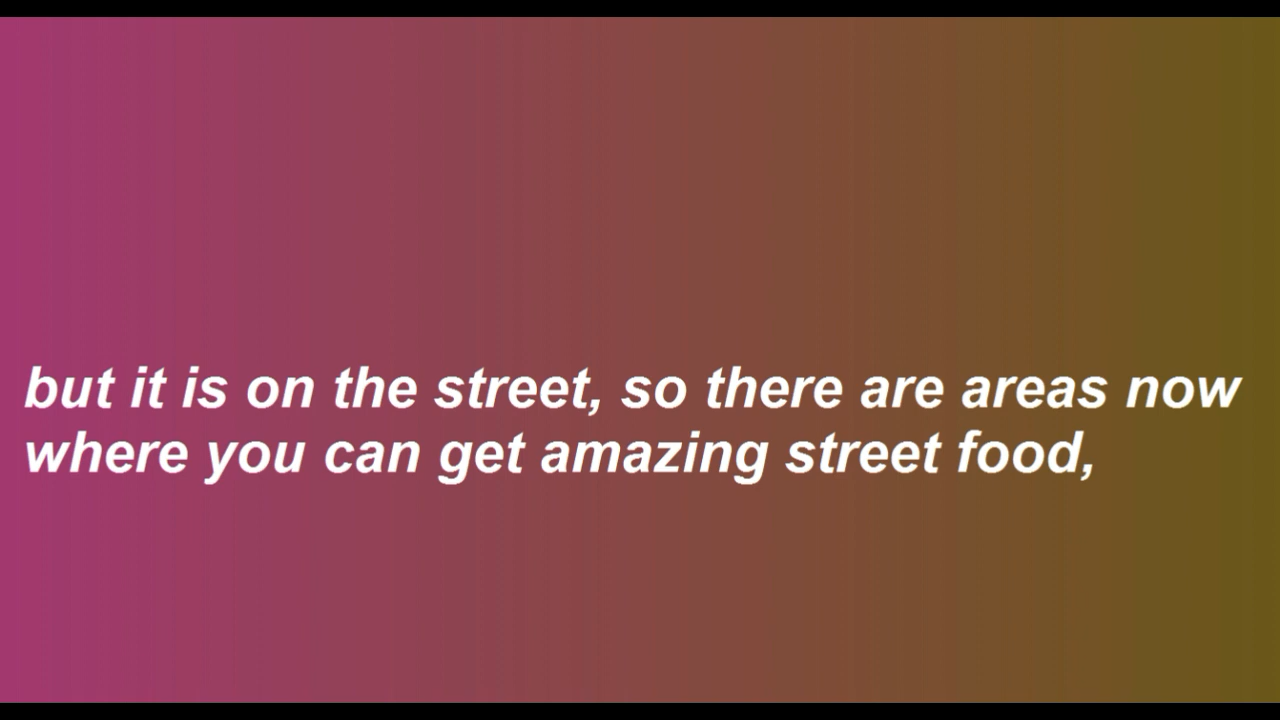 but it is on the street, so there are areas now
where you can get amazing street food,